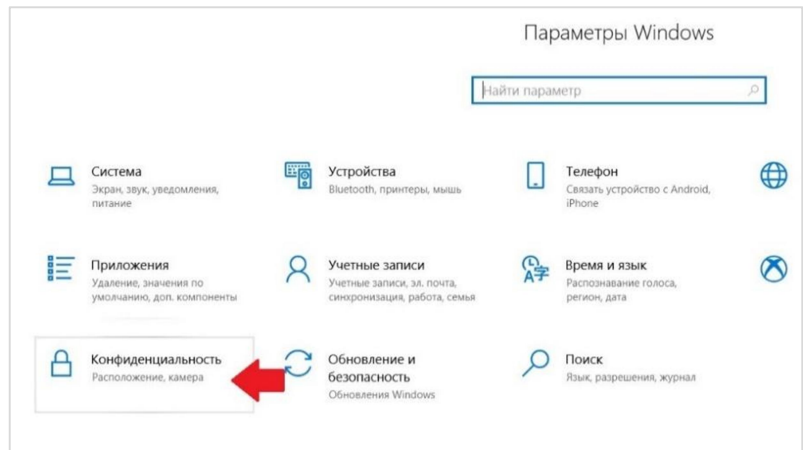 Параметры Windows
Найти параметр
Система
Экран, звук, уведомления,
питание
Устройства
Bluetooth, принтеры, мышь
Телефон
Связать устройство с Android,
iPhone
Приложения
Удаление, значения по
умолчанию, доп. компоненты
Учетные записи
Учетные записи, эл. почта,
синхронизация, работа, семья
Время и язык
Распознавание голоса,
регион, дата
Конфиденциальность
Расположение, камера
Обновление и
безопасность
Обновления Windows
Поиск
Язык, разрешения, журнал